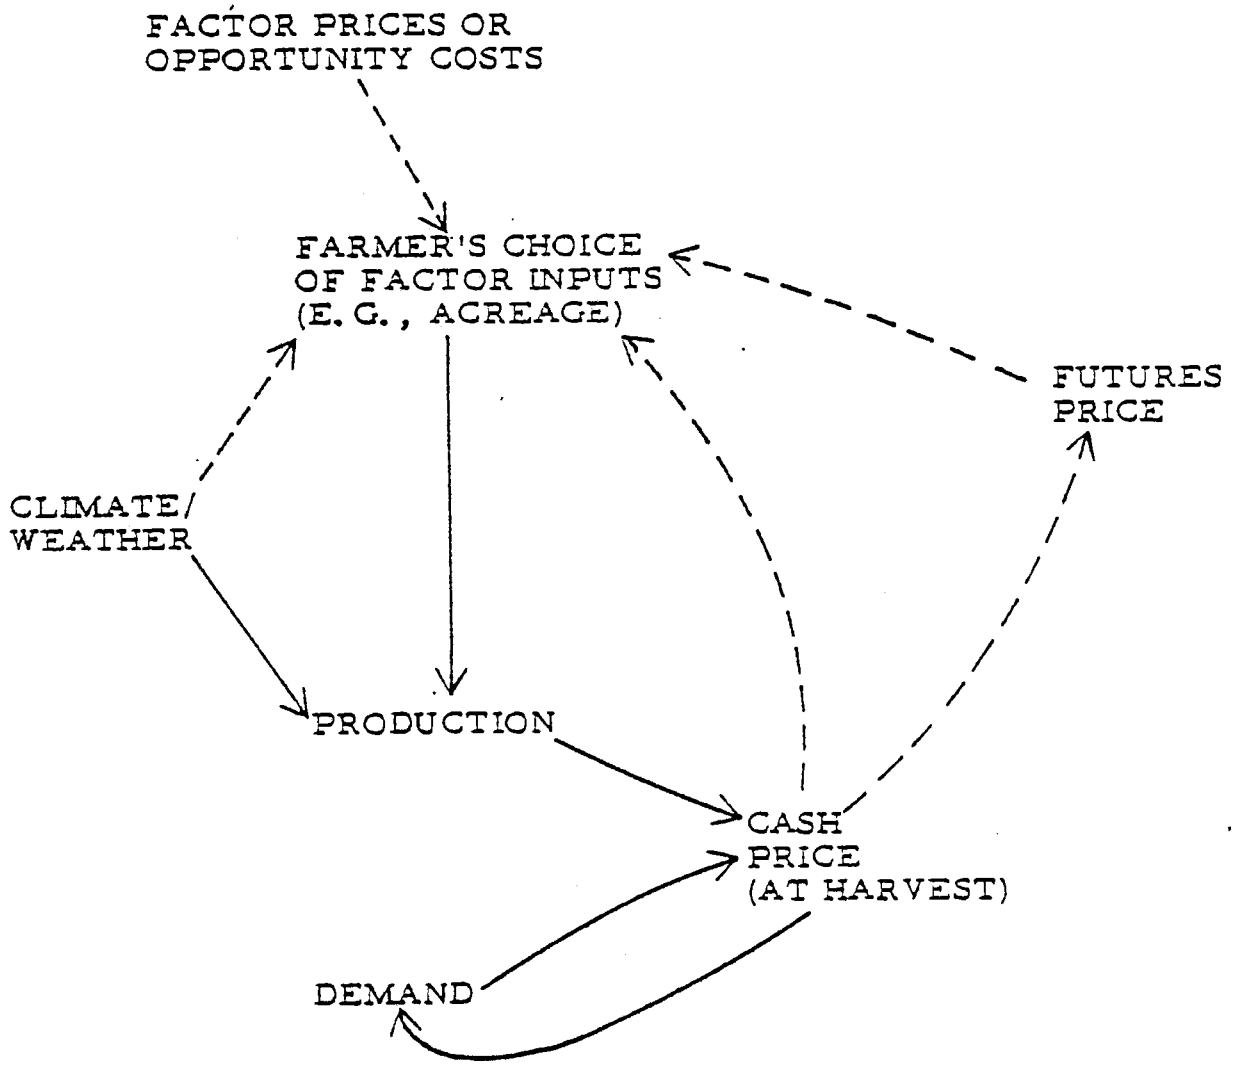 FACTOR PRICES OR
OPPORTUNITY COSTS
FARMER'S CHOICE
OF FACTOR INPUTS
(E.G., ACREAGE)
FUTURES
PRICE
CLIMATE/
WEATHER
PRODUCTION
CASH
PRICE
(AT HARVEST)
DEMAND